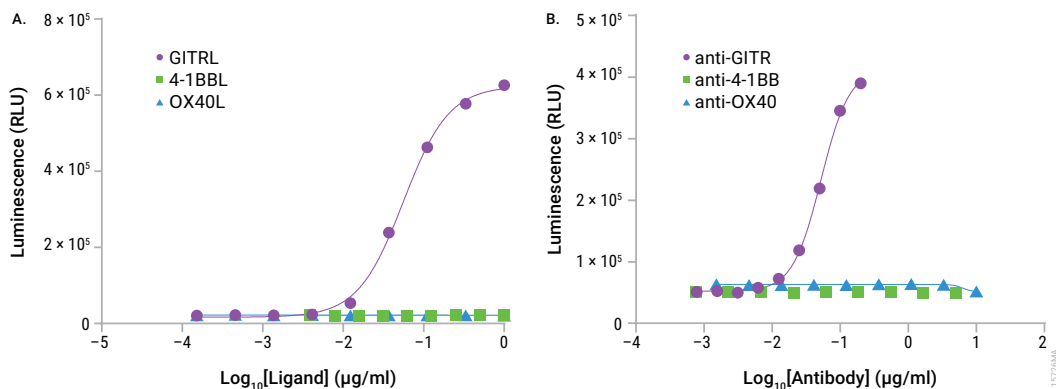 A.
8 × 10⁵
6 × 10⁵
4 × 10⁵
2 × 10⁵
0
Luminescence (RLU)
GITRL
4-1BBL
OX40L
−5 −4 −3 −2 −1 0
Log₁₀[Ligand] (µg/ml)
B.
5 × 10⁵
4 × 10⁵
3 × 10⁵
2 × 10⁵
1 × 10⁵
0
Luminescence (RLU)
anti-GITR
anti-4-1BB
anti-OX40
−4 −3 −2 −1 0 1 2
Log₁₀[Antibody] (µg/ml)
15726MA